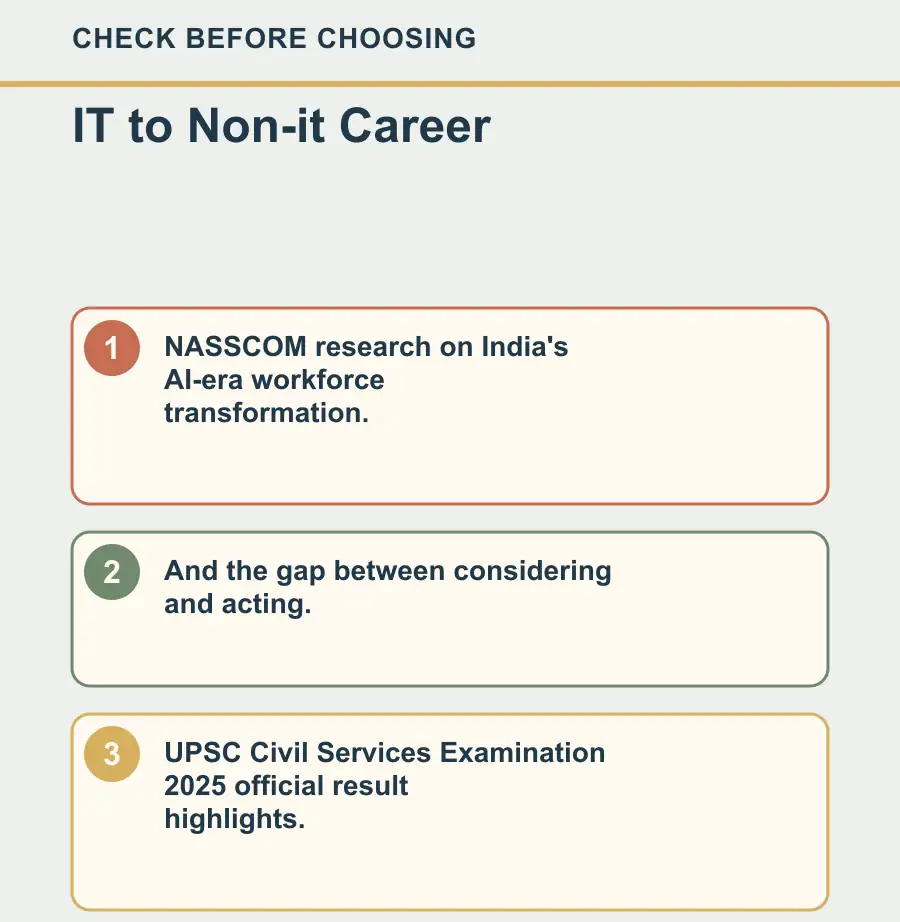 CHECK BEFORE CHOOSING
IT to Non-it Career
1
NASSCOM research on India's
AI-era workforce
transformation.
2
And the gap between considering
and acting.
3
UPSC Civil Services Examination
2025 official result
highlights.